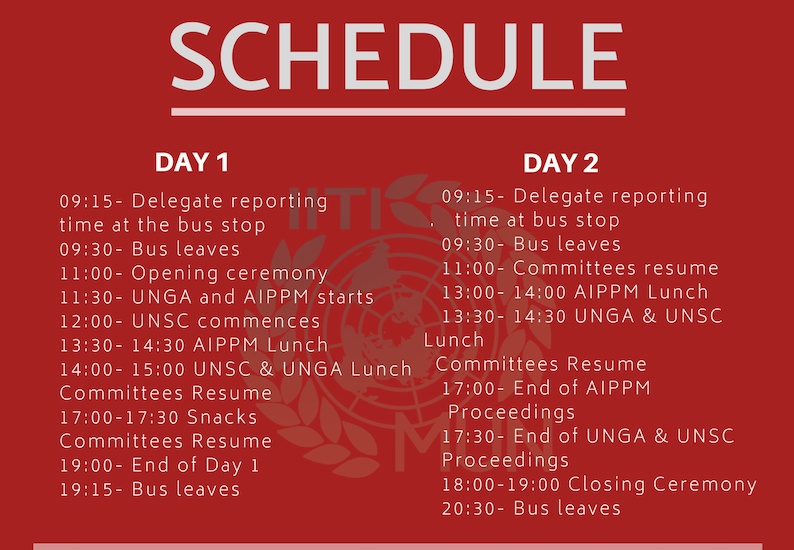 SCHEDULE
DAY 1
09:15- Delegate reporting
time at the bus stop
09:30- Bus leaves
11:00- Opening ceremony
11:30- UNGA and AIPPM starts
12:00- UNSC commences
13:30- 14:30 AIPPM Lunch
14:00- 15:00 UNSC & UNGA Lunch
Committees Resume
17:00-17:30 Snacks
Committees Resume
19:00- End of Day 1
19:15- Bus leaves
DAY 2
09:15- Delegate reporting
. time at bus stop
09:30- Bus leaves
11:00- Committees resume
13:00- 14:00 AIPPM Lunch
13:30- 14:30 UNGA & UNSC
Lunch
Committees Resume
17:00- End of AIPPM
Proceedings
17:30- End of UNGA & UNSC
Proceedings
18:00-19:00 Closing Ceremony
20:30- Bus leaves
IITI
MUN